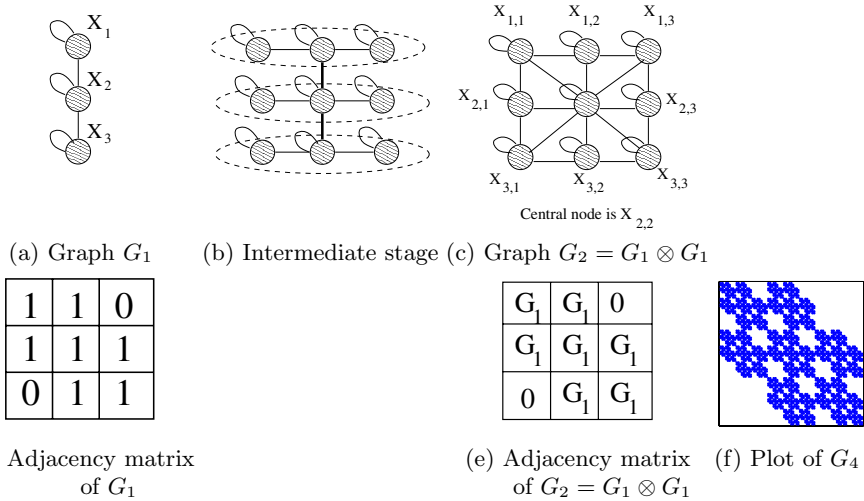 X1
X2
X3
X1,1 X1,2 X1,3
X2,1 X2,3
X3,1 X3,2 X3,3
Central node is X2,2
(a) Graph G1 (b) Intermediate stage (c) Graph G2 = G1 ⊗ G1
1 1 0
1 1 1
0 1 1
G1 G1 0
G1 G1 G1
0 G1 G1
Adjacency matrix
of G1
(e) Adjacency matrix
of G2 = G1 ⊗ G1
(f) Plot of G4